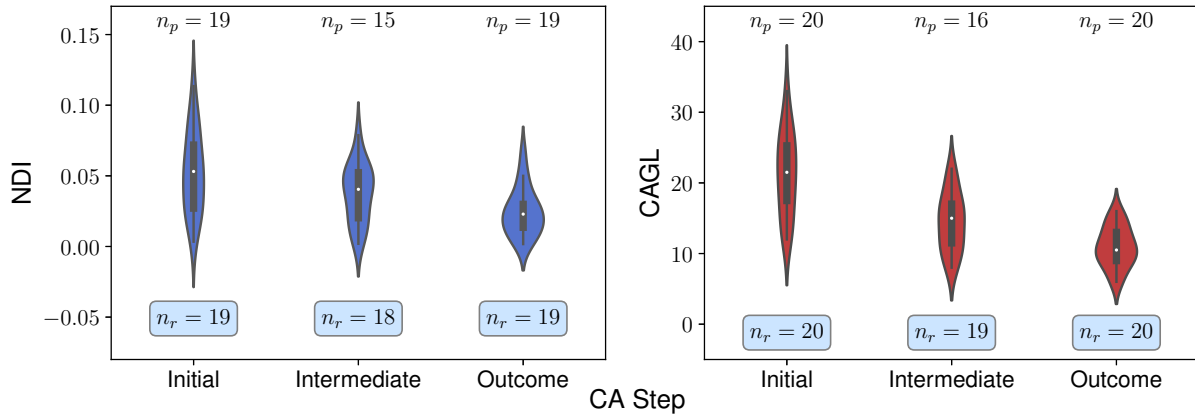 n_p = 19
n_p = 15
n_p = 19
0.15
0.10
0.05
0.00
−0.05
NDI
n_r = 19
n_r = 18
n_r = 19
Initial
Intermediate
Outcome
n_p = 20
n_p = 16
n_p = 20
40
30
20
10
0
CAGL
n_r = 20
n_r = 19
n_r = 20
Initial
Intermediate
Outcome
CA Step